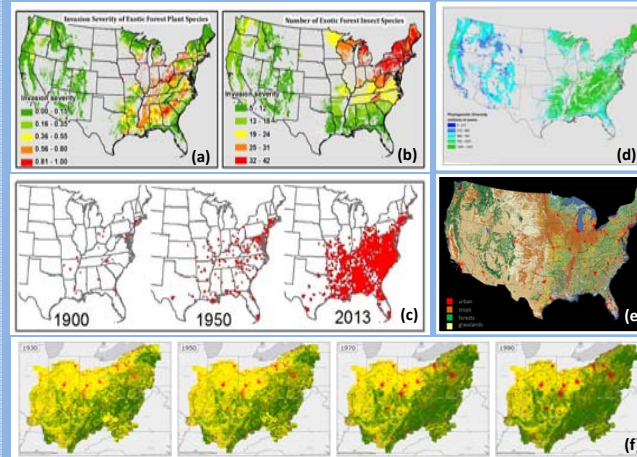 Invasion Severity of Exotic Forest Plant Species
Invasion severity
0.00 - 0.15
0.16 - 0.35
0.36 - 0.55
0.56 - 0.80
0.81 - 1.00
(a)
Number of Exotic Forest Insect Species
Invasion severity
5 - 12
13 - 18
19 - 24
25 - 31
32 - 42
(b)
Phylogenetic Diversity
(d)
1900
1950
2013
(c)
urban
crops
forests
grasslands
(e)
1930
1950
1970
1990
(f)